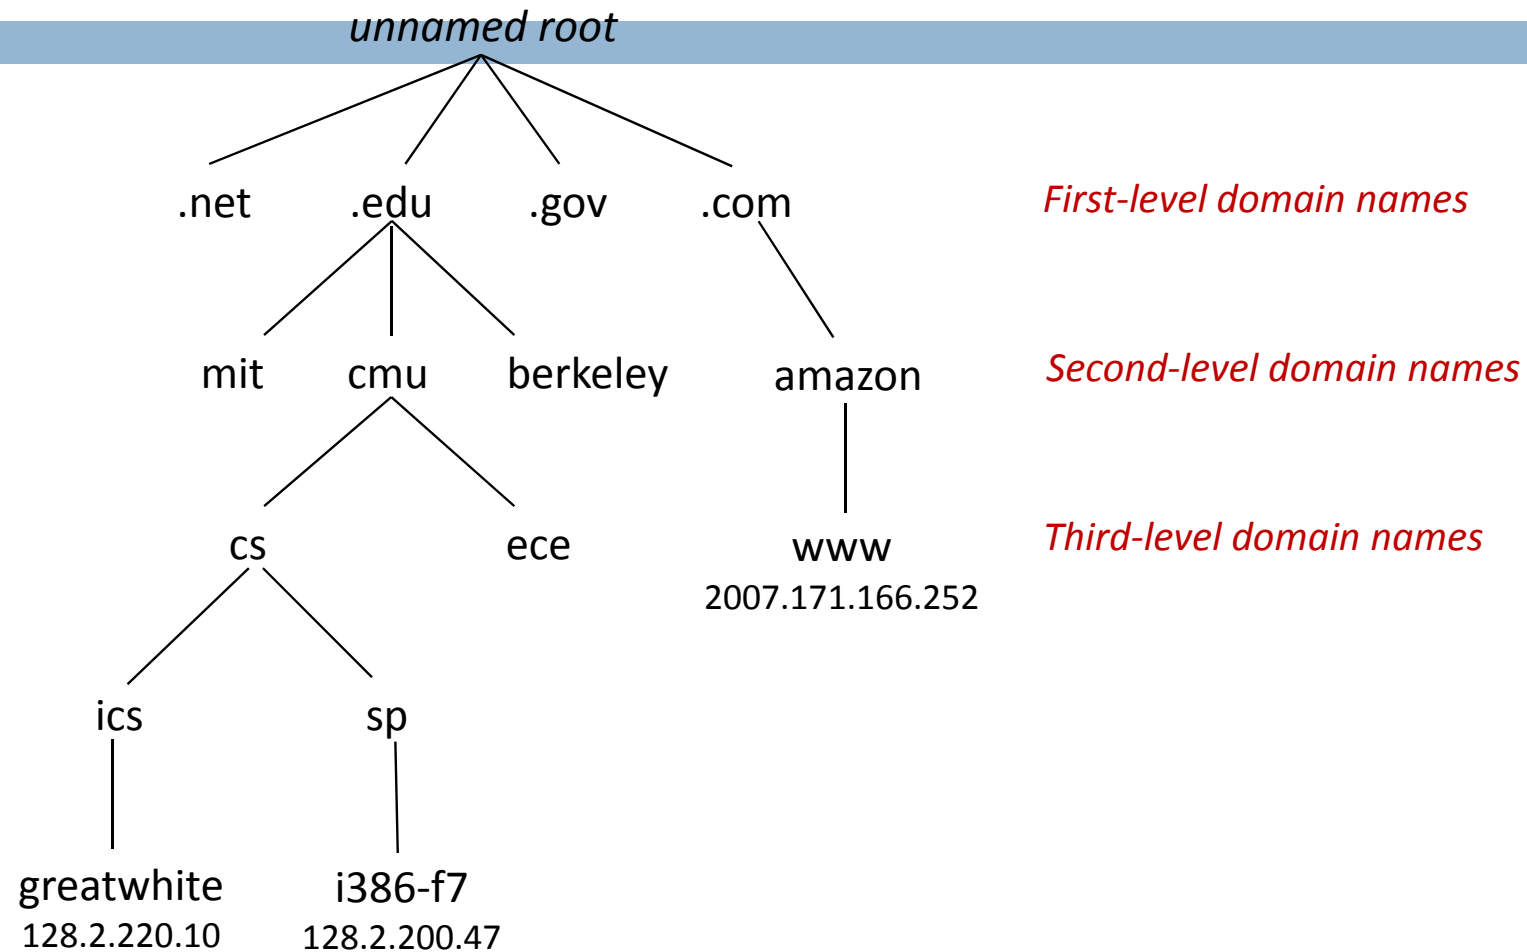 unnamed root
.net .edu .gov .com First-level domain names
mit cmu berkeley amazon Second-level domain names
cs ece www Third-level domain names
2007.171.166.252
ics sp
greatwhite i386-f7
128.2.220.10 128.2.200.47